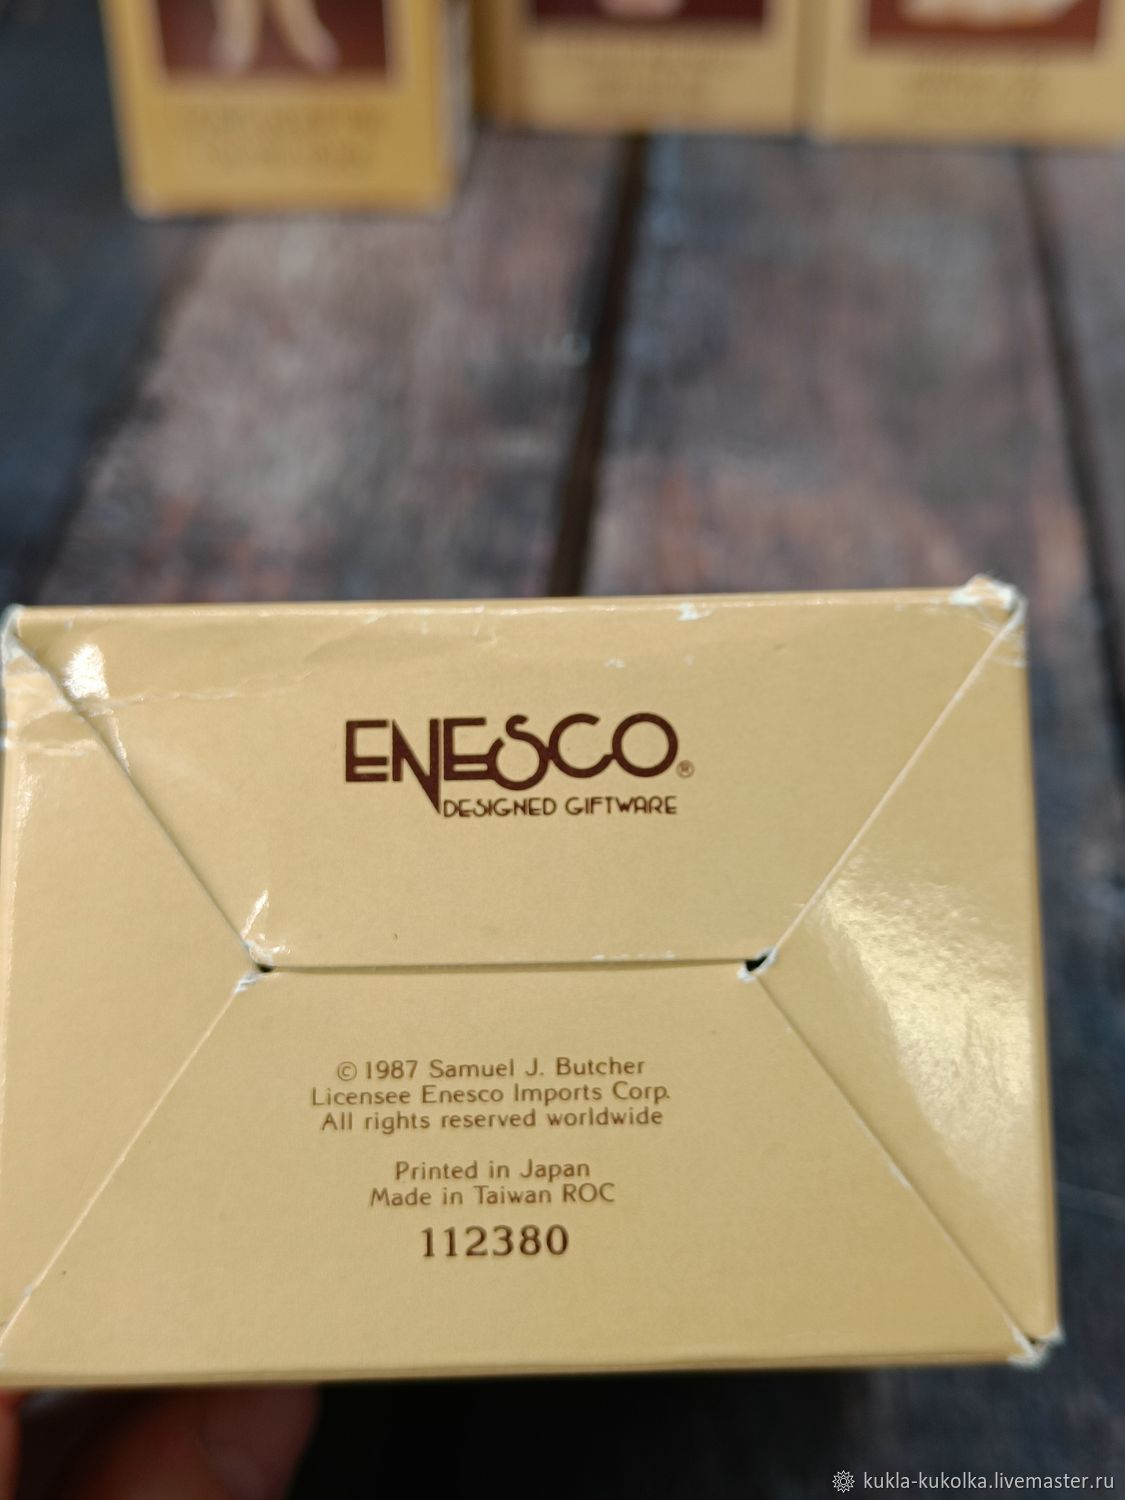 ENESCO®
DESIGNED GIFTWARE
© 1987 Samuel J. Butcher
Licensee Enesco Imports Corp.
All rights reserved worldwide
Printed in Japan
Made in Taiwan ROC
112380
kukla-kukolka.livemaster.ru